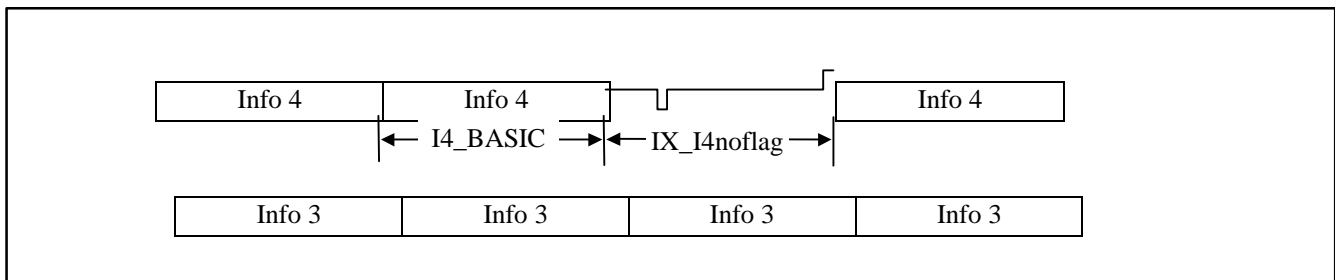 Info 4 Info 4 Info 4
I4_BASIC IX_I4noflag
Info 3 Info 3 Info 3 Info 3